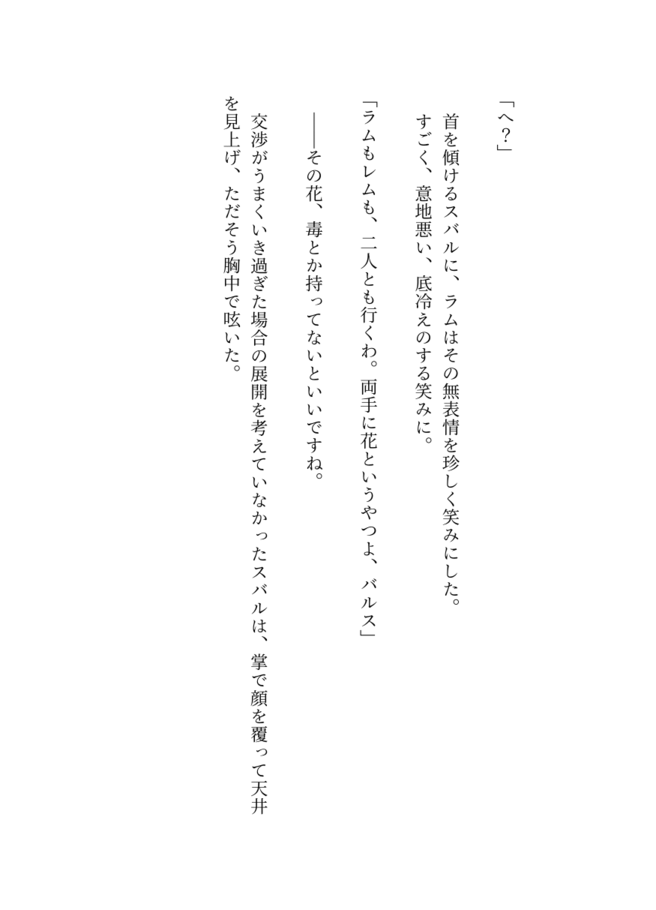 「へ？」
首を傾けるスバルに、ラムはその無表情を珍しく笑みにした。
すごく、意地悪い、底冷えのする笑みに。
「ラムもレムも、二人とも行くわ。両手に花というやつよ、バルス」
――その花、毒とか持ってないといいですね。
交渉がうまくいき過ぎた場合の展開を考えていなかったスバルは、掌で顔を覆って天井
を見上げ、ただそう胸中で呟いた。